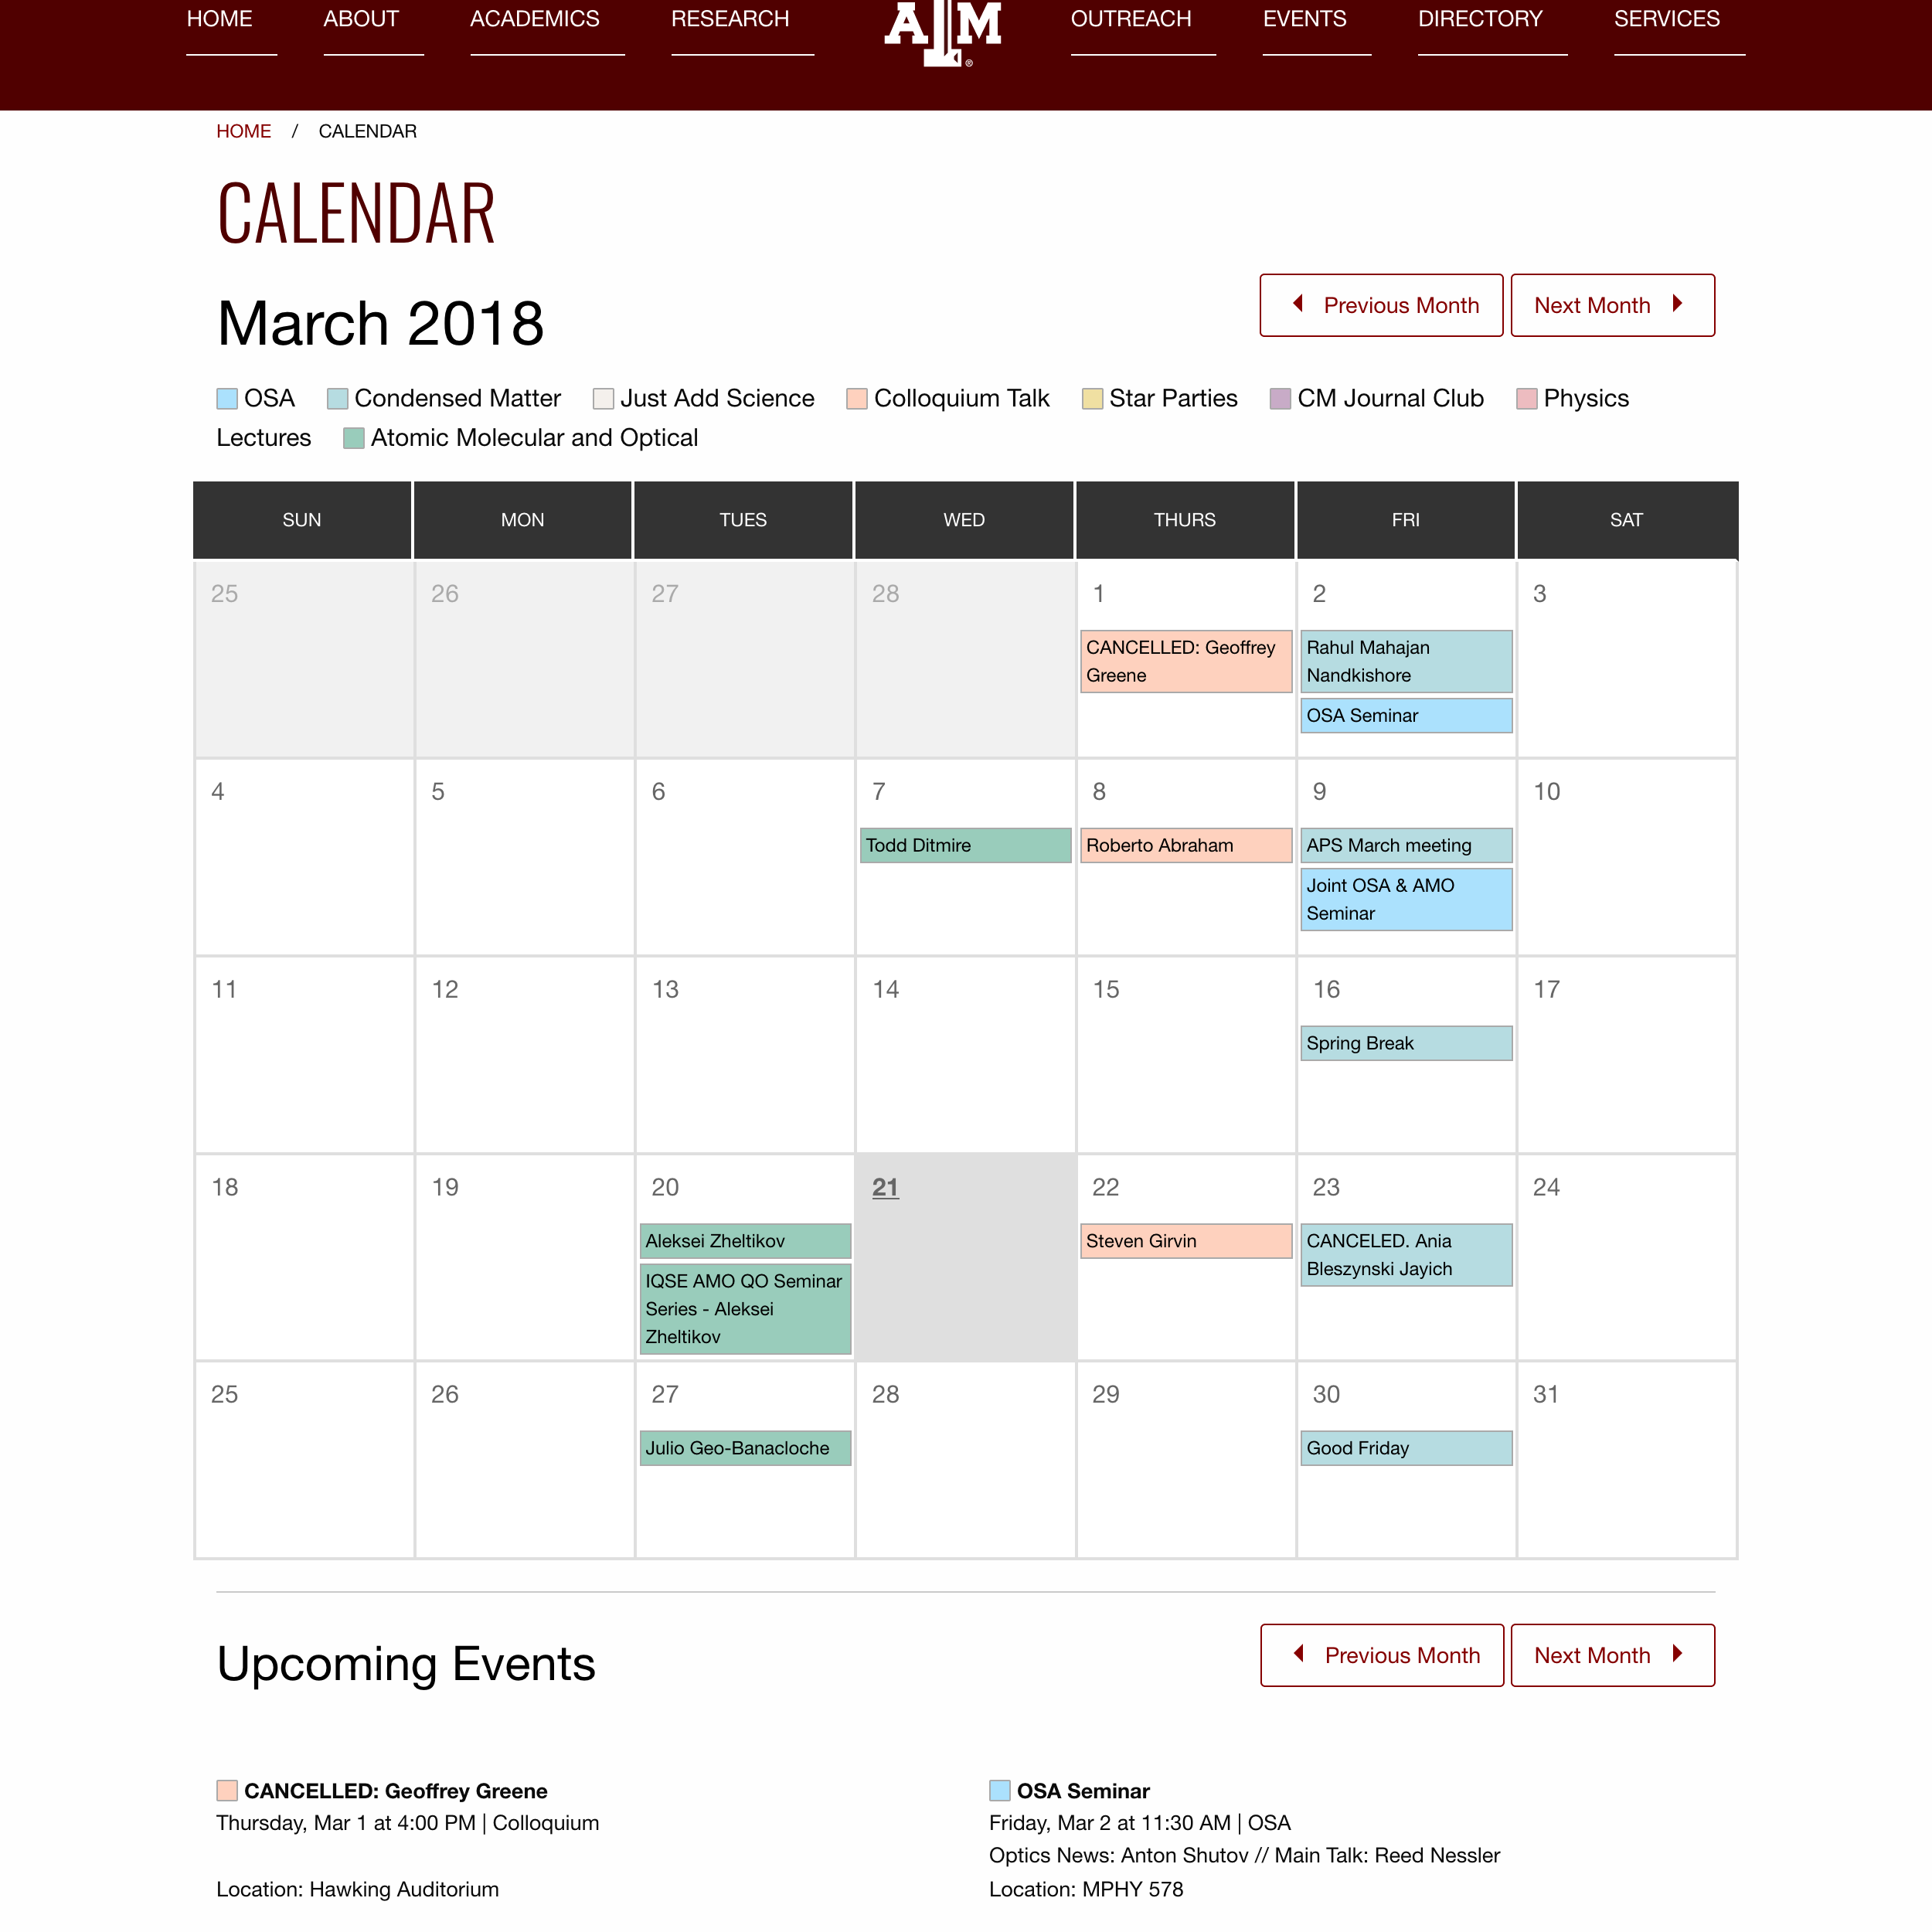 HOME ABOUT ACADEMICS RESEARCH ATM ® OUTREACH EVENTS DIRECTORY SERVICES
HOME / CALENDAR
CALENDAR
March 2018
Previous Month Next Month
OSA Condensed Matter Just Add Science Colloquium Talk Star Parties CM Journal Club Physics
Lectures Atomic Molecular and Optical
SUN MON TUES WED THURS FRI SAT
25 26 27 28 1 2 3
CANCELLED: Geoffrey
Greene
Rahul Mahajan
Nandkishore
OSA Seminar
4 5 6 7 8 9 10
Todd Ditmire
Roberto Abraham
APS March meeting
Joint OSA & AMO
Seminar
11 12 13 14 15 16 17
Spring Break
18 19 20 21 22 23 24
Aleksei Zheltikov
IQSE AMO QO Seminar
Series - Aleksei
Zheltikov
Steven Girvin
CANCELED. Ania
Bleszynski Jayich
25 26 27 28 29 30 31
Julio Geo-Banacloche
Good Friday
Upcoming Events
Previous Month Next Month
CANCELLED: Geoffrey Greene
Thursday, Mar 1 at 4:00 PM | Colloquium
Location: Hawking Auditorium
OSA Seminar
Friday, Mar 2 at 11:30 AM | OSA
Optics News: Anton Shutov // Main Talk: Reed Nessler
Location: MPHY 578